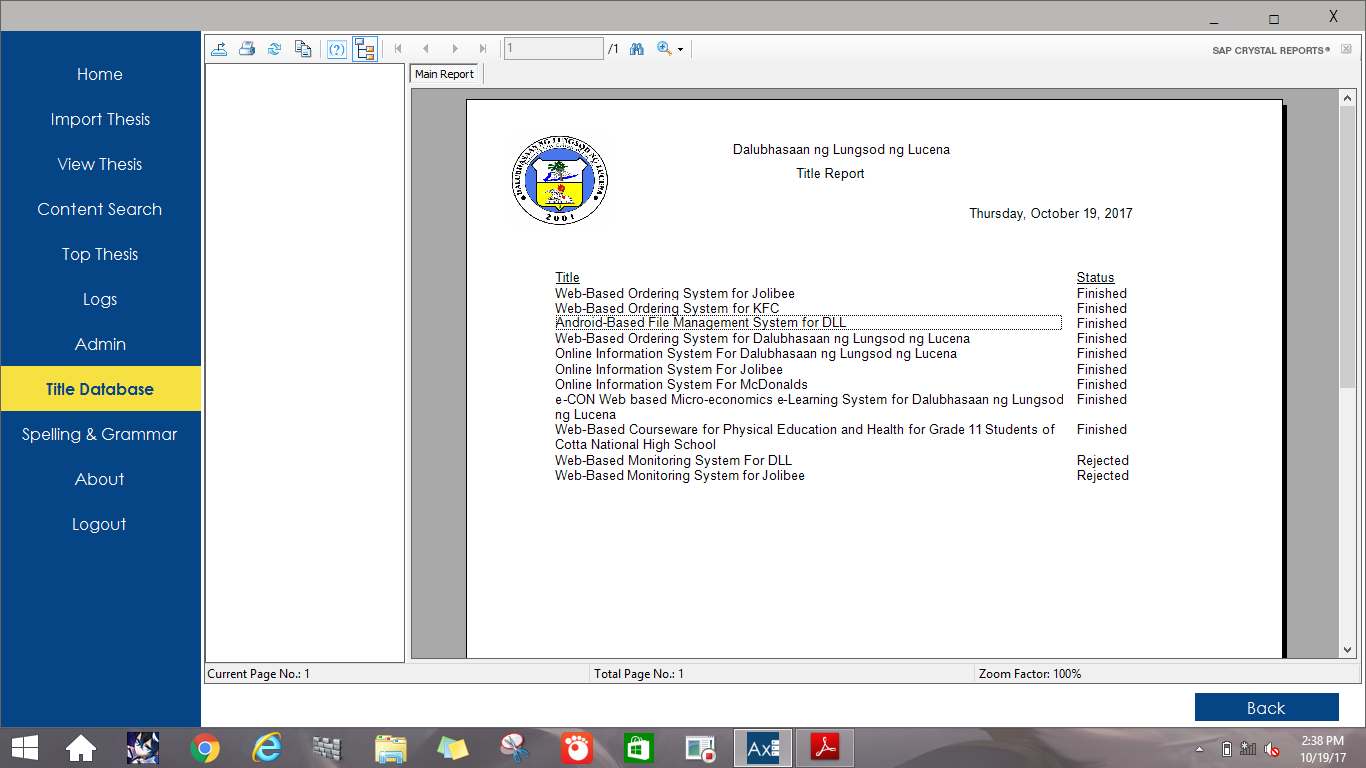 _ □ X
Home
Import Thesis
View Thesis
Content Search
Top Thesis
Logs
Admin
Title Database
Spelling & Grammar
About
Logout
1 /1
SAP CRYSTAL REPORTS®
Main Report
DALUBHASAAN NG LUNGSOD NG LUCENA
2001
Dalubhasaan ng Lungsod ng Lucena
Title Report
Thursday, October 19, 2017
Title Status
Web-Based Ordering System for Jolibee Finished
Web-Based Ordering System for KFC Finished
Android-Based File Management System for DLL Finished
Web-Based Ordering System for Dalubhasaan ng Lungsod ng Lucena Finished
Online Information System For Dalubhasaan ng Lungsod ng Lucena Finished
Online Information System For Jolibee Finished
Online Information System For McDonalds Finished
e-CON Web based Micro-economics e-Learning System for Dalubhasaan ng Lungsod Finished
ng Lucena
Web-Based Courseware for Physical Education and Health for Grade 11 Students of Finished
Cotta National High School
Web-Based Monitoring System For DLL Rejected
Web-Based Monitoring System for Jolibee Rejected
Current Page No.: 1 Total Page No.: 1 Zoom Factor: 100%
Back
Ax
2:38 PM
10/19/17